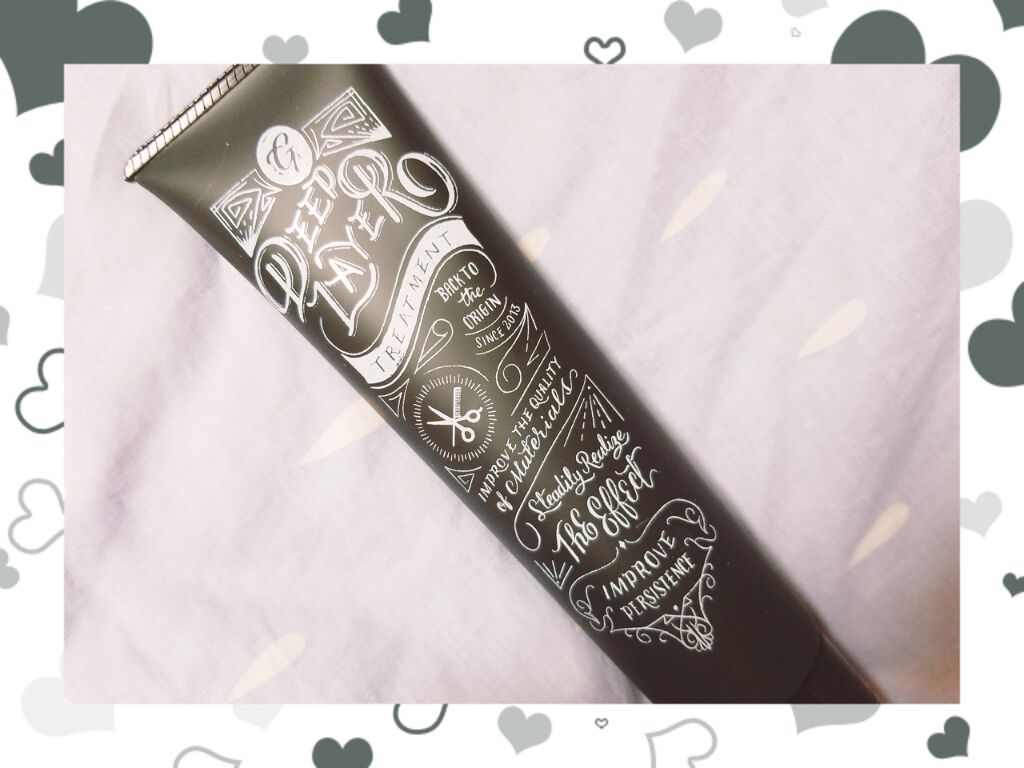 G
DEEP
LAYER
TREATMENT
BACK TO
the
ORIGIN
SINCE 2013
IMPROVE THE QUALITY
of Materials
Steadily Realize
The Effect
IMPROVE
PERSISTENCE